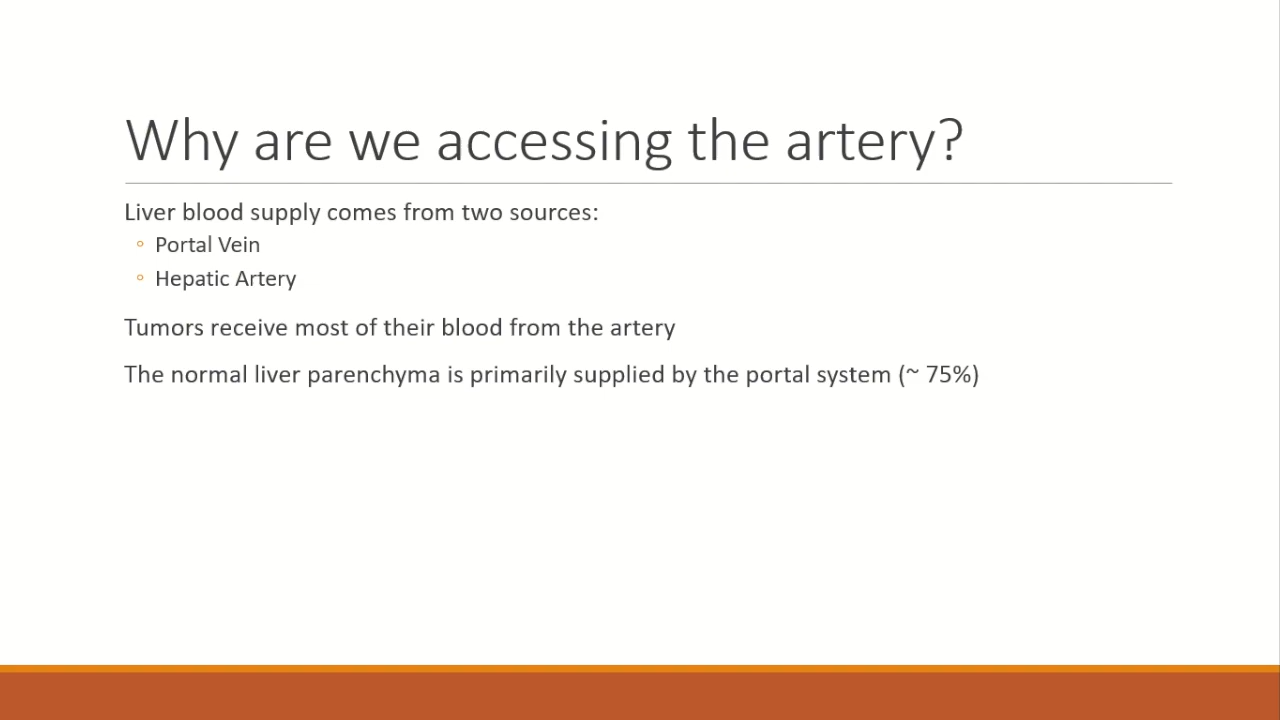 Why are we accessing the artery?
Liver blood supply comes from two sources:
◦ Portal Vein
◦ Hepatic Artery
Tumors receive most of their blood from the artery
The normal liver parenchyma is primarily supplied by the portal system (~ 75%)